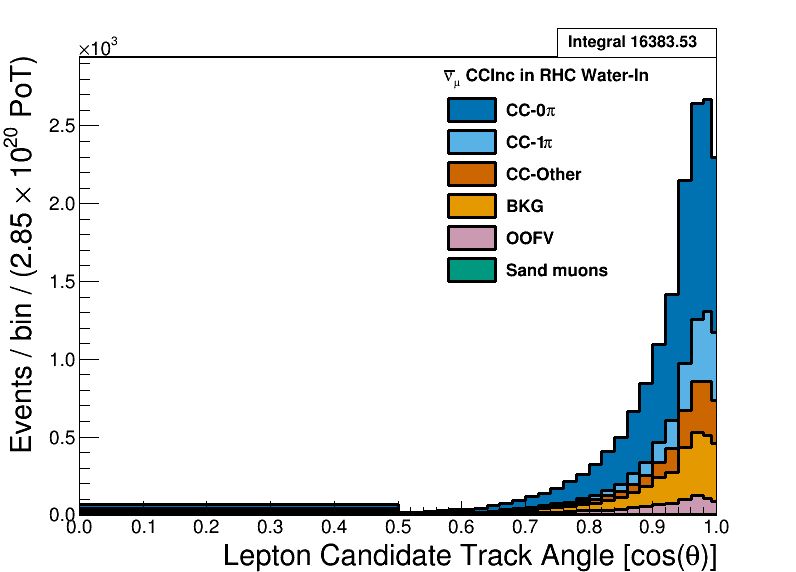 Integral 16383.53
×10³
ν̅μ CCInc in RHC Water-In
CC-0π
CC-1π
CC-Other
BKG
OOFV
Sand muons
Events / bin / (2.85 × 10²⁰ PoT)
2.5
2.0
1.5
1.0
0.5
0.0
0.0 0.1 0.2 0.3 0.4 0.5 0.6 0.7 0.8 0.9 1.0
Lepton Candidate Track Angle [cos(θ)]